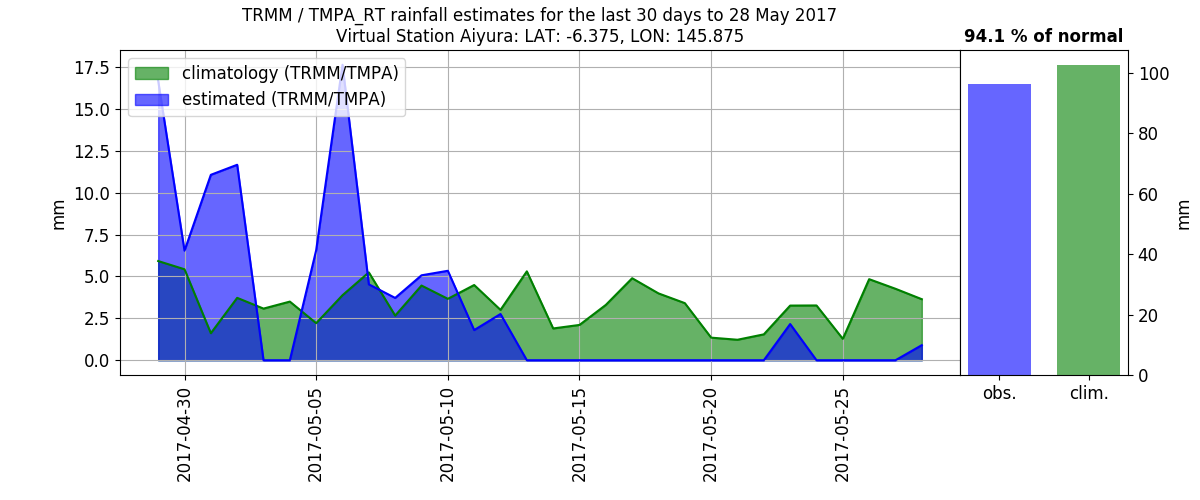 TRMM / TMPA_RT rainfall estimates for the last 30 days to 28 May 2017
Virtual Station Aiyura: LAT: -6.375, LON: 145.875
94.1 % of normal
climatology (TRMM/TMPA)
estimated (TRMM/TMPA)
17.5
15.0
12.5
10.0
7.5
5.0
2.5
0.0
mm
2017-04-30
2017-05-05
2017-05-10
2017-05-15
2017-05-20
2017-05-25
100
80
60
40
20
0
mm
obs.
clim.